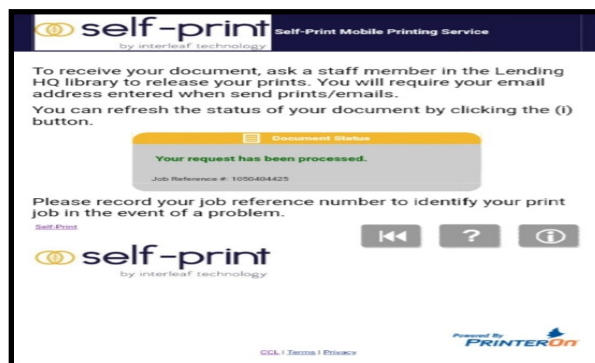 self-print
by interleaf technology
Self-Print Mobile Printing Service
To receive your document, ask a staff member in the Lending
HQ library to release your prints. You will require your email
address entered when send prints/emails.
You can refresh the status of your document by clicking the (i)
button.
Document Status
Your request has been processed.
Job Reference #: 1050404425
Please record your job reference number to identify your print
job in the event of a problem.
Self-Print
?
i
self-print
by interleaf technology
Powered By
PRINTEROn
CCL | Terms | Privacy